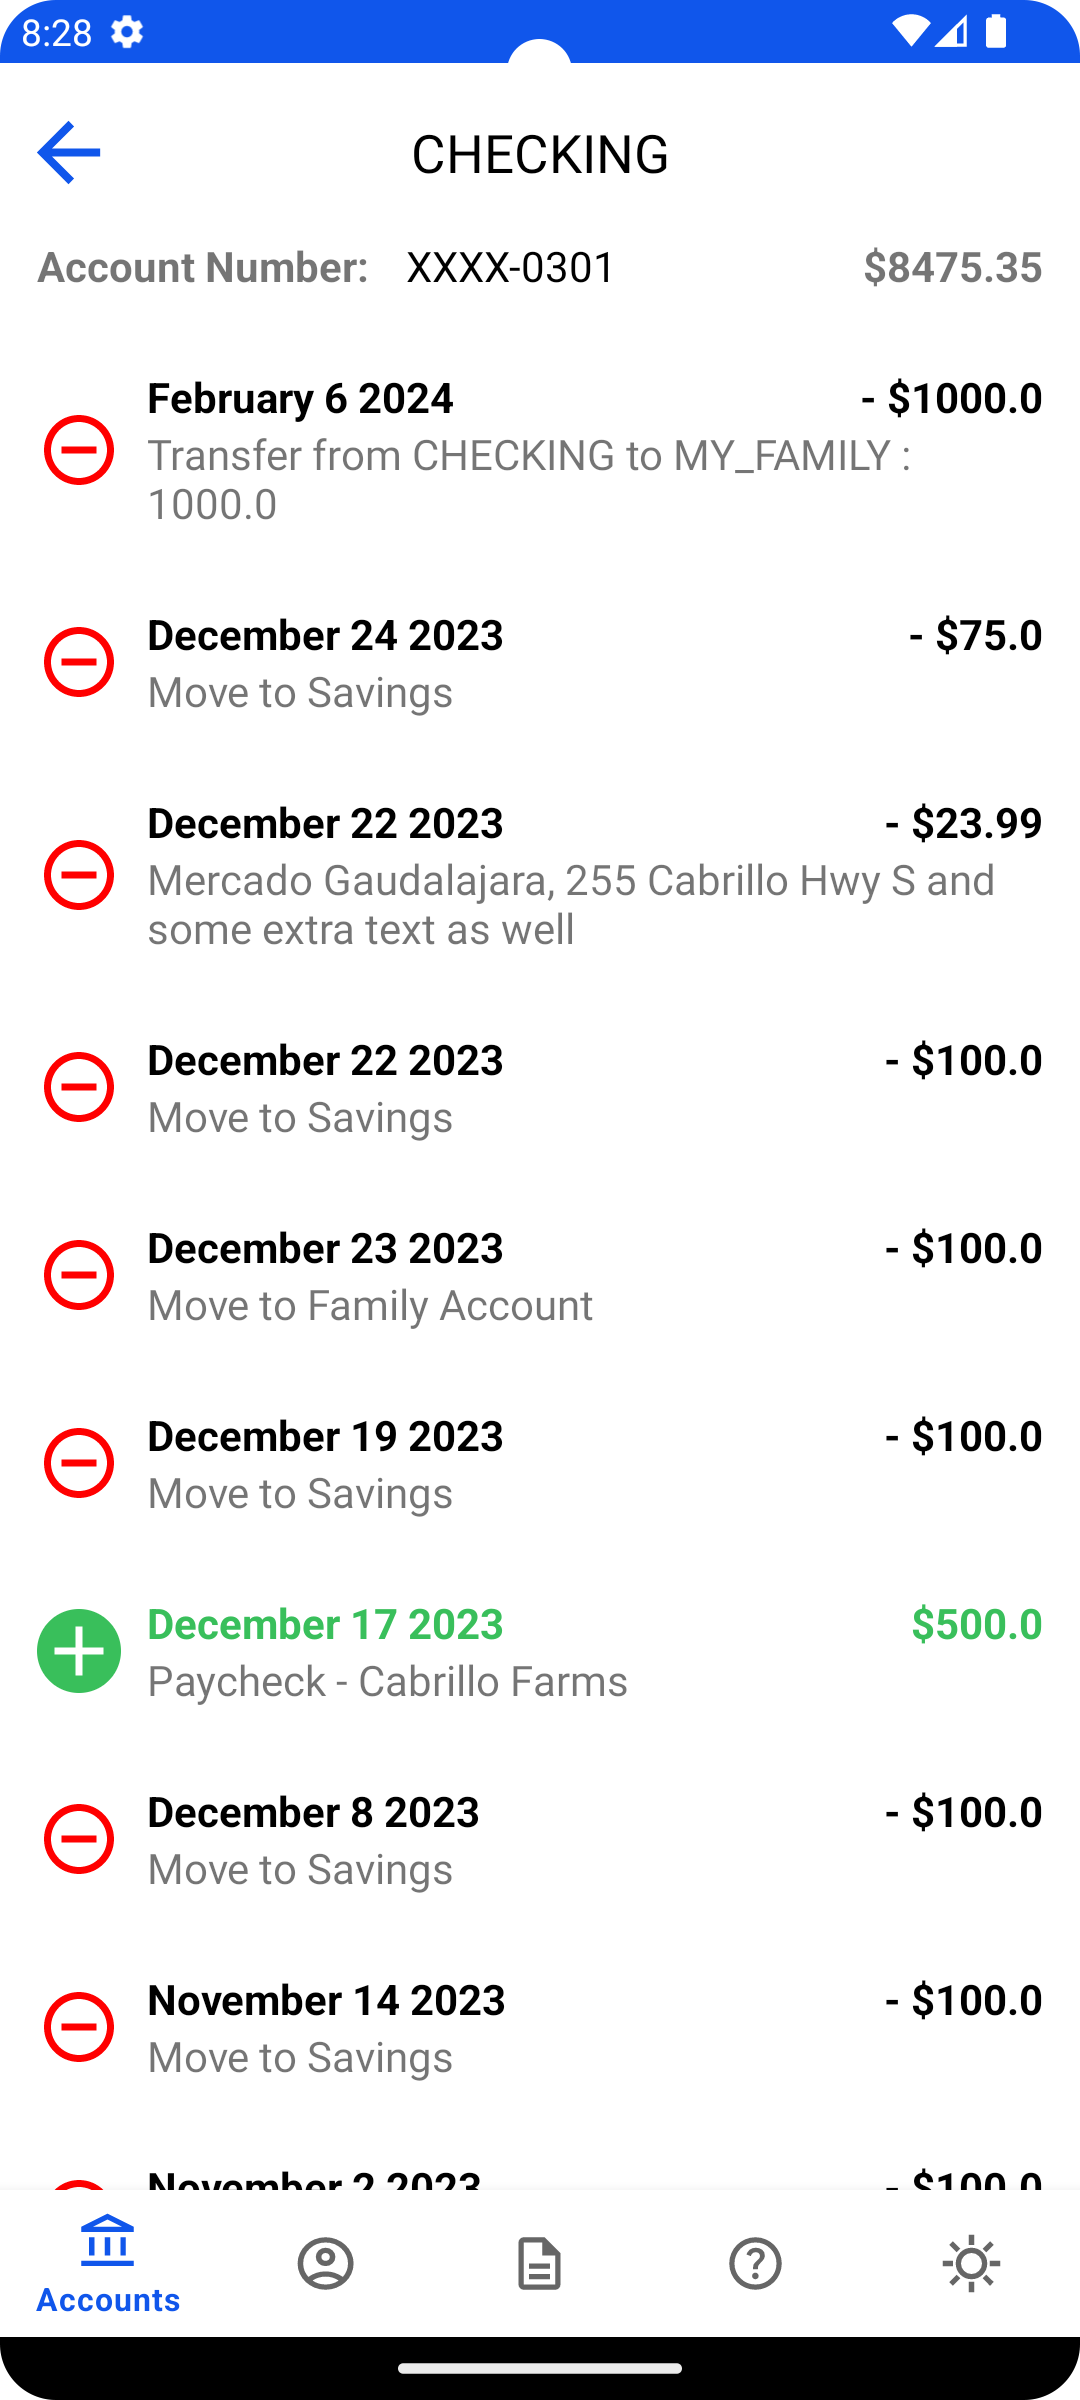 8:28
CHECKING
Account Number: XXXX-0301 $8475.35
February 6 2024 - $1000.0
Transfer from CHECKING to MY_FAMILY :
1000.0
December 24 2023 - $75.0
Move to Savings
December 22 2023 - $23.99
Mercado Gaudalajara, 255 Cabrillo Hwy S and
some extra text as well
December 22 2023 - $100.0
Move to Savings
December 23 2023 - $100.0
Move to Family Account
December 19 2023 - $100.0
Move to Savings
December 17 2023 $500.0
Paycheck - Cabrillo Farms
December 8 2023 - $100.0
Move to Savings
November 14 2023 - $100.0
Move to Savings
November 2 2023 - $100.0
Accounts